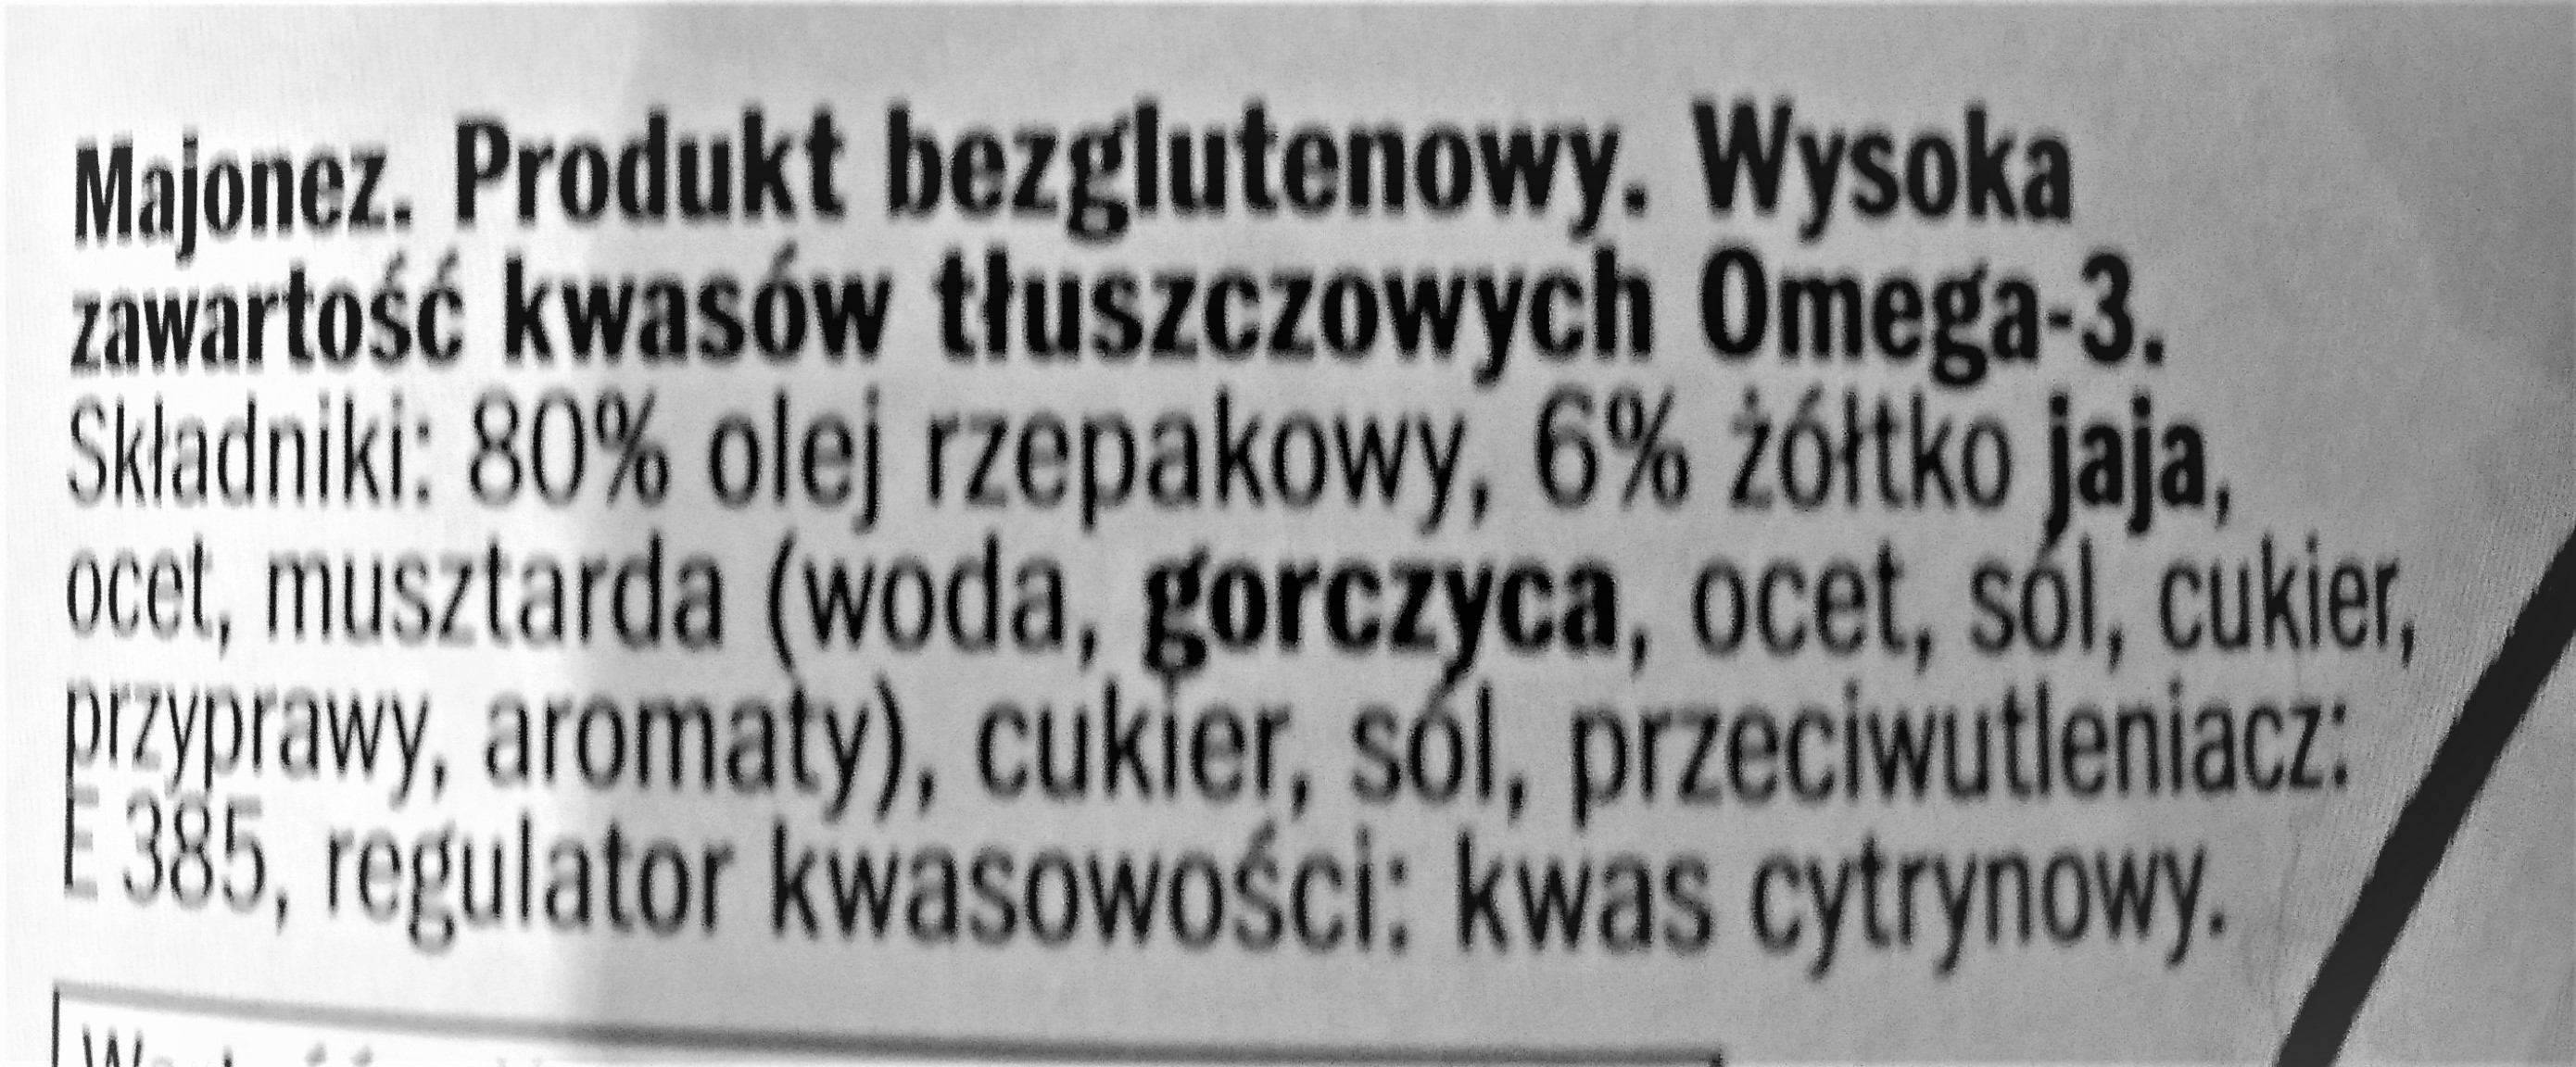 Majonez. Produkt bezglutenowy. Wysoka
zawartość kwasów tłuszczowych Omega-3.
Składniki: 80% olej rzepakowy, 6% żółtko jaja,
ocet, musztarda (woda, gorczyca, ocet, sól, cukier,
przyprawy, aromaty), cukier, sól, przeciwutleniacz:
E 385, regulator kwasowości: kwas cytrynowy.